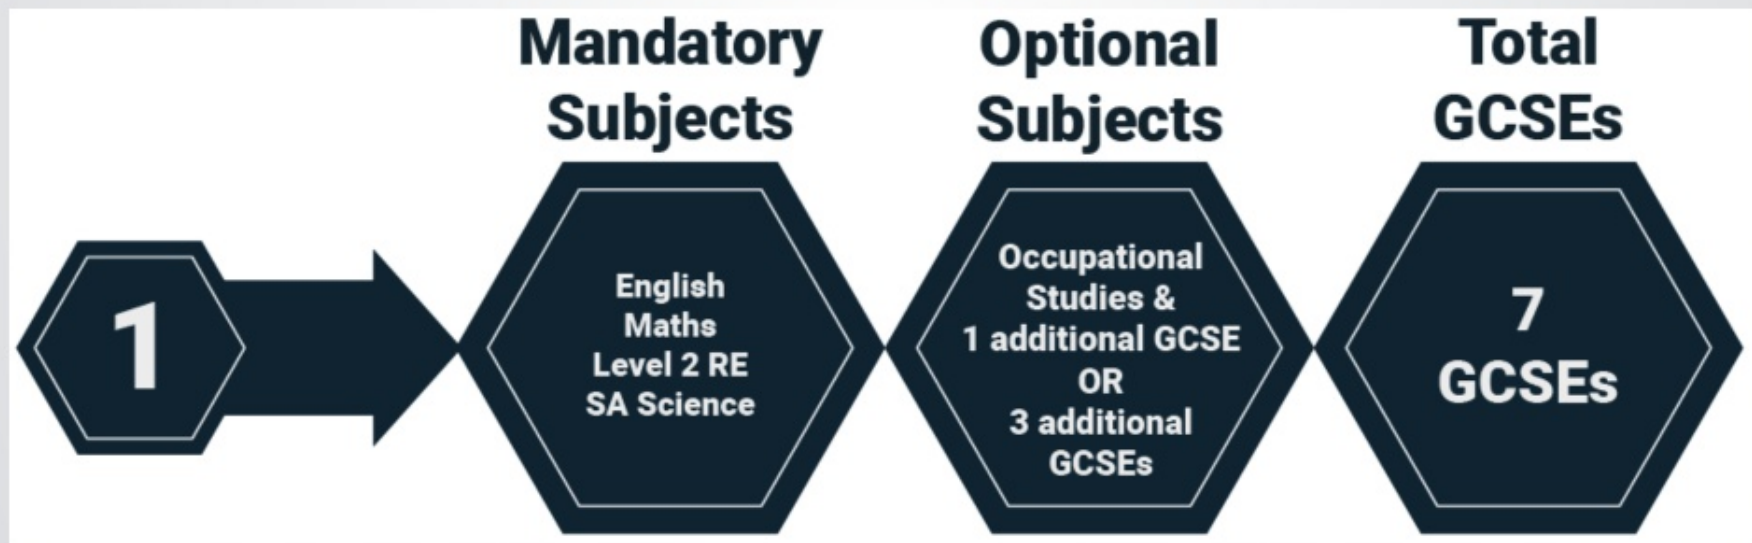 Mandatory
Subjects
Optional
Subjects
Total
GCSEs
1
English
Maths
Level 2 RE
SA Science
Occupational
Studies &
1 additional GCSE
OR
3 additional
GCSEs
7
GCSEs